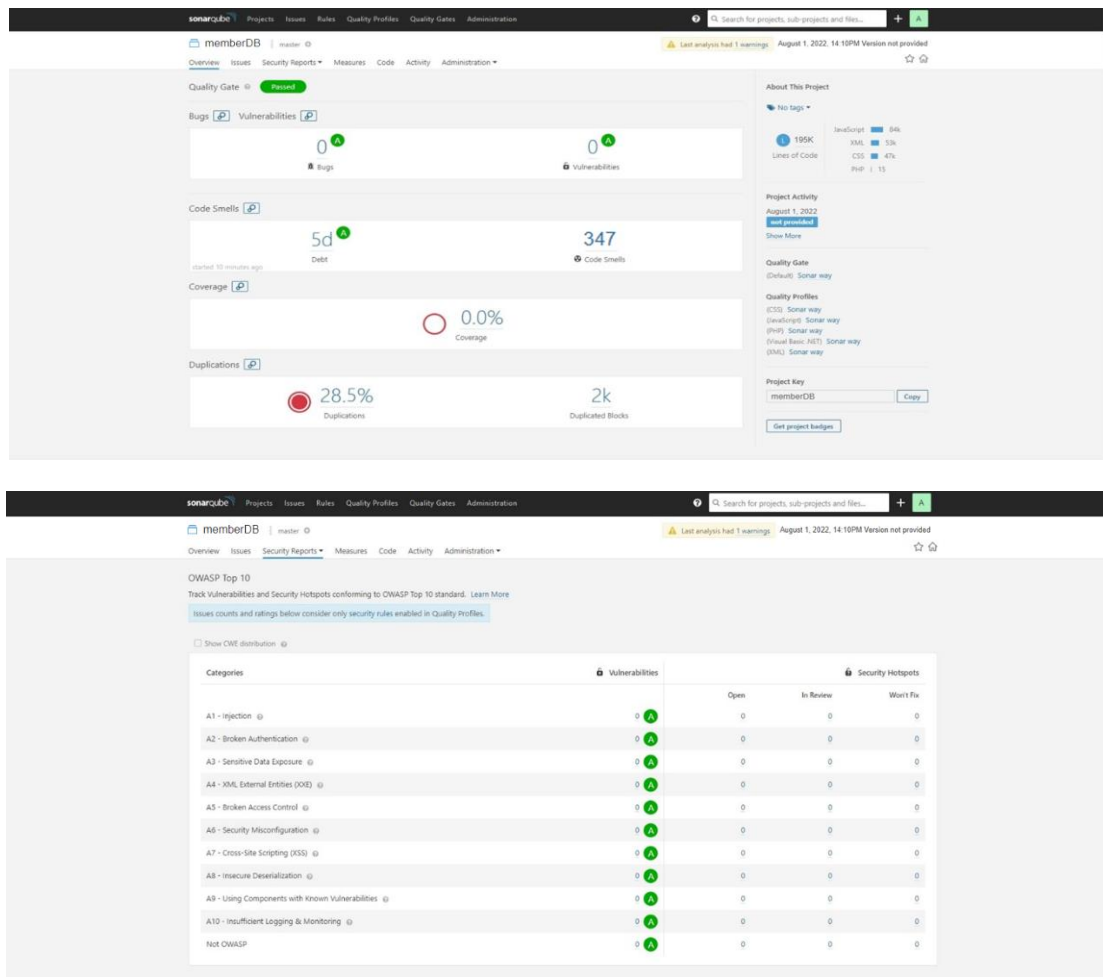 sonarqube Projects Issues Rules Quality Profiles Quality Gates Administration Search for projects, sub-projects and files... + A
memberDB master Last analysis had 1 warnings August 1, 2022, 14:10PM Version not provided
Overview Issues Security Reports Measures Code Activity Administration
Quality Gate Passed
Bugs Vulnerabilities
0 A
Bugs
0 A
Vulnerabilities
Code Smells
5d A
Debt
347
Code Smells
started 10 minutes ago
Coverage
0.0%
Coverage
Duplications
28.5%
Duplications
2k
Duplicated Blocks
About This Project
No tags
L 195K
Lines of Code
JavaScript 84k
XML 53k
CSS 47k
PHP 15
Project Activity
August 1, 2022
not provided
Show More
Quality Gate
(Default) Sonar way
Quality Profiles
(CSS) Sonar way
(JavaScript) Sonar way
(PHP) Sonar way
(Visual Basic .NET) Sonar way
(XML) Sonar way
Project Key
memberDB Copy
Get project badges
sonarqube Projects Issues Rules Quality Profiles Quality Gates Administration Search for projects, sub-projects and files... + A
memberDB master Last analysis had 1 warnings August 1, 2022, 14:10PM Version not provided
Overview Issues Security Reports Measures Code Activity Administration
OWASP Top 10
Track Vulnerabilities and Security Hotspots conforming to OWASP Top 10 standard. Learn More
Issues counts and ratings below consider only security rules enabled in Quality Profiles.
Show CWE distribution
Categories Vulnerabilities Security Hotspots
Open In Review Won't Fix
A1 - Injection 0 A 0 0 0
A2 - Broken Authentication 0 A 0 0 0
A3 - Sensitive Data Exposure 0 A 0 0 0
A4 - XML External Entities (XXE) 0 A 0 0 0
A5 - Broken Access Control 0 A 0 0 0
A6 - Security Misconfiguration 0 A 0 0 0
A7 - Cross-Site Scripting (XSS) 0 A 0 0 0
A8 - Insecure Deserialization 0 A 0 0 0
A9 - Using Components with Known Vulnerabilities 0 A 0 0 0
A10 - Insufficient Logging & Monitoring 0 A 0 0 0
Not OWASP 0 A 0 0 0